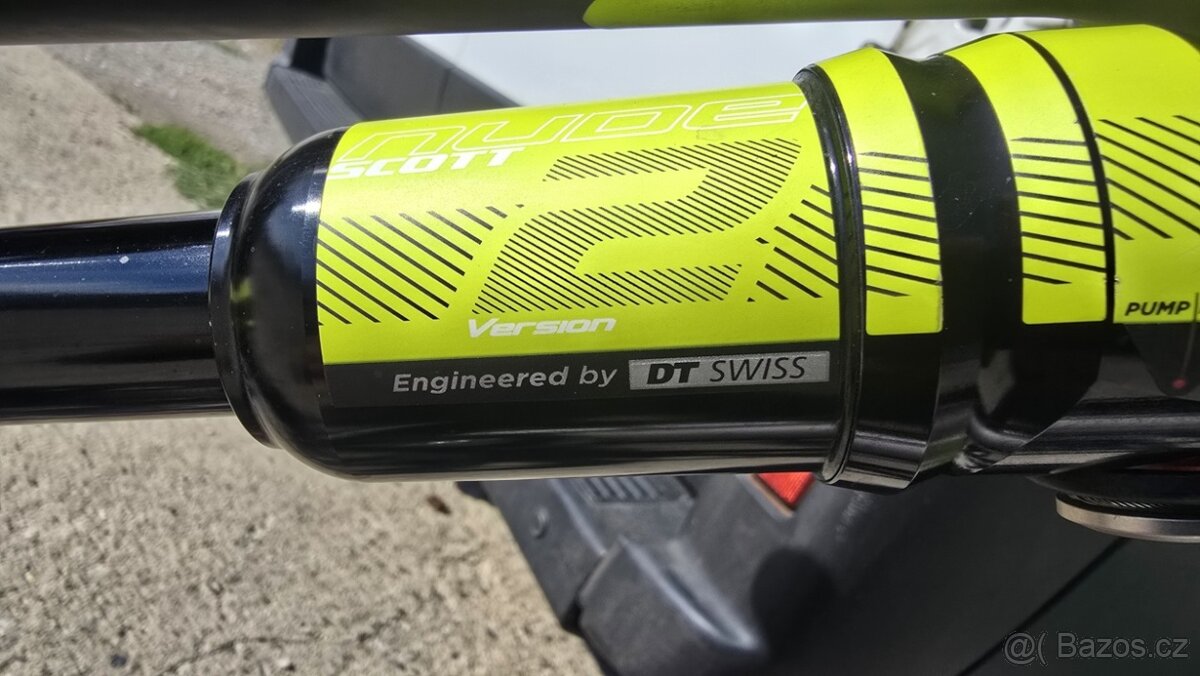 nude
SCOTT
2
Version
Engineered by DT SWISS
PUMP
@( Bazos.cz